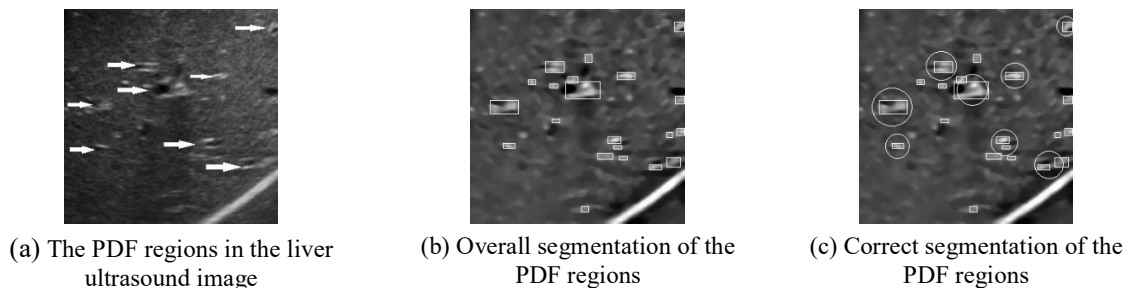 (a) The PDF regions in the liver
ultrasound image
(b) Overall segmentation of the
PDF regions
(c) Correct segmentation of the
PDF regions